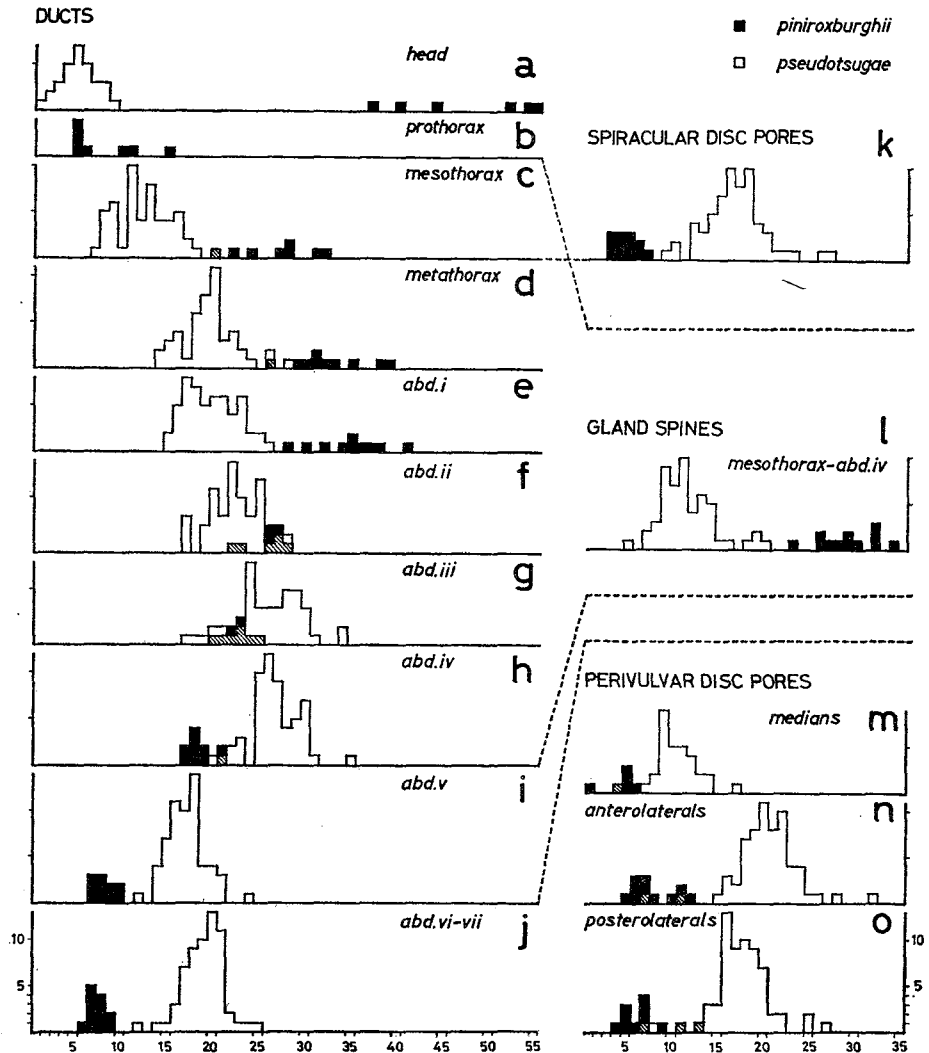 DUCTS
piniroxburghii
pseudotsugae
head a
prothorax b
mesothorax c
metathorax d
abd.i e
abd.ii f
abd.iii g
abd.iv h
abd.v i
abd.vi-vii j
10
5
5 10 15 20 25 30 35 40 45 50 55
SPIRACULAR DISC PORES k
GLAND SPINES l
mesothorax-abd.iv
PERIVULVAR DISC PORES
medians m
anterolaterals n
posterolaterals o
10
5
5 10 15 20 25 30 35